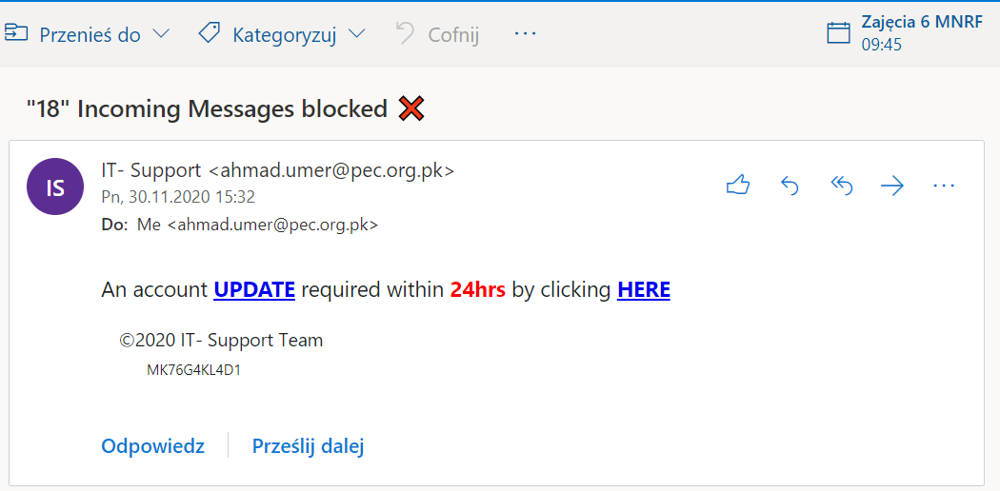 Przenieś do Kategoryzuj Cofnij ... Zajęcia 6 MNRF
09:45
"18" Incoming Messages blocked ❌
IS
IT- Support <ahmad.umer@pec.org.pk>
Pn, 30.11.2020 15:32
Do: Me <ahmad.umer@pec.org.pk>
An account UPDATE required within 24hrs by clicking HERE
©2020 IT- Support Team
MK76G4KL4D1
Odpowiedz Prześlij dalej